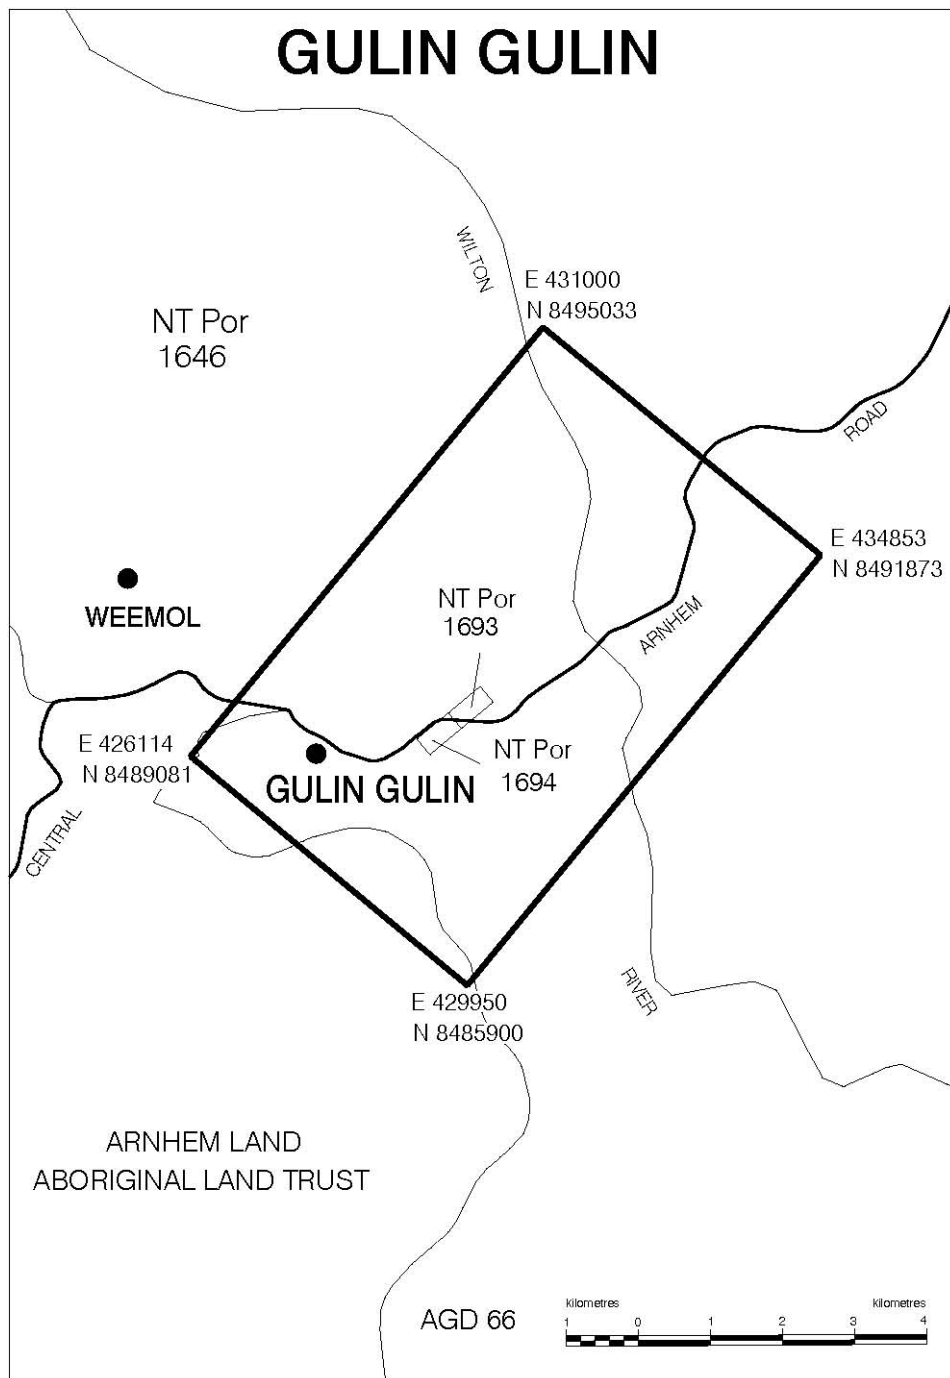 GULIN GULIN
WILTON
E 431000
N 8495033
NT Por
1646
ROAD
E 434853
N 8491873
WEEMOL
NT Por
1693
ARNHEM
E 426114
N 8489081
GULIN GULIN
NT Por
1694
CENTRAL
RIVER
E 429950
N 8485900
ARNHEM LAND
ABORIGINAL LAND TRUST
AGD 66
kilometres kilometres
1 0 1 2 3 4